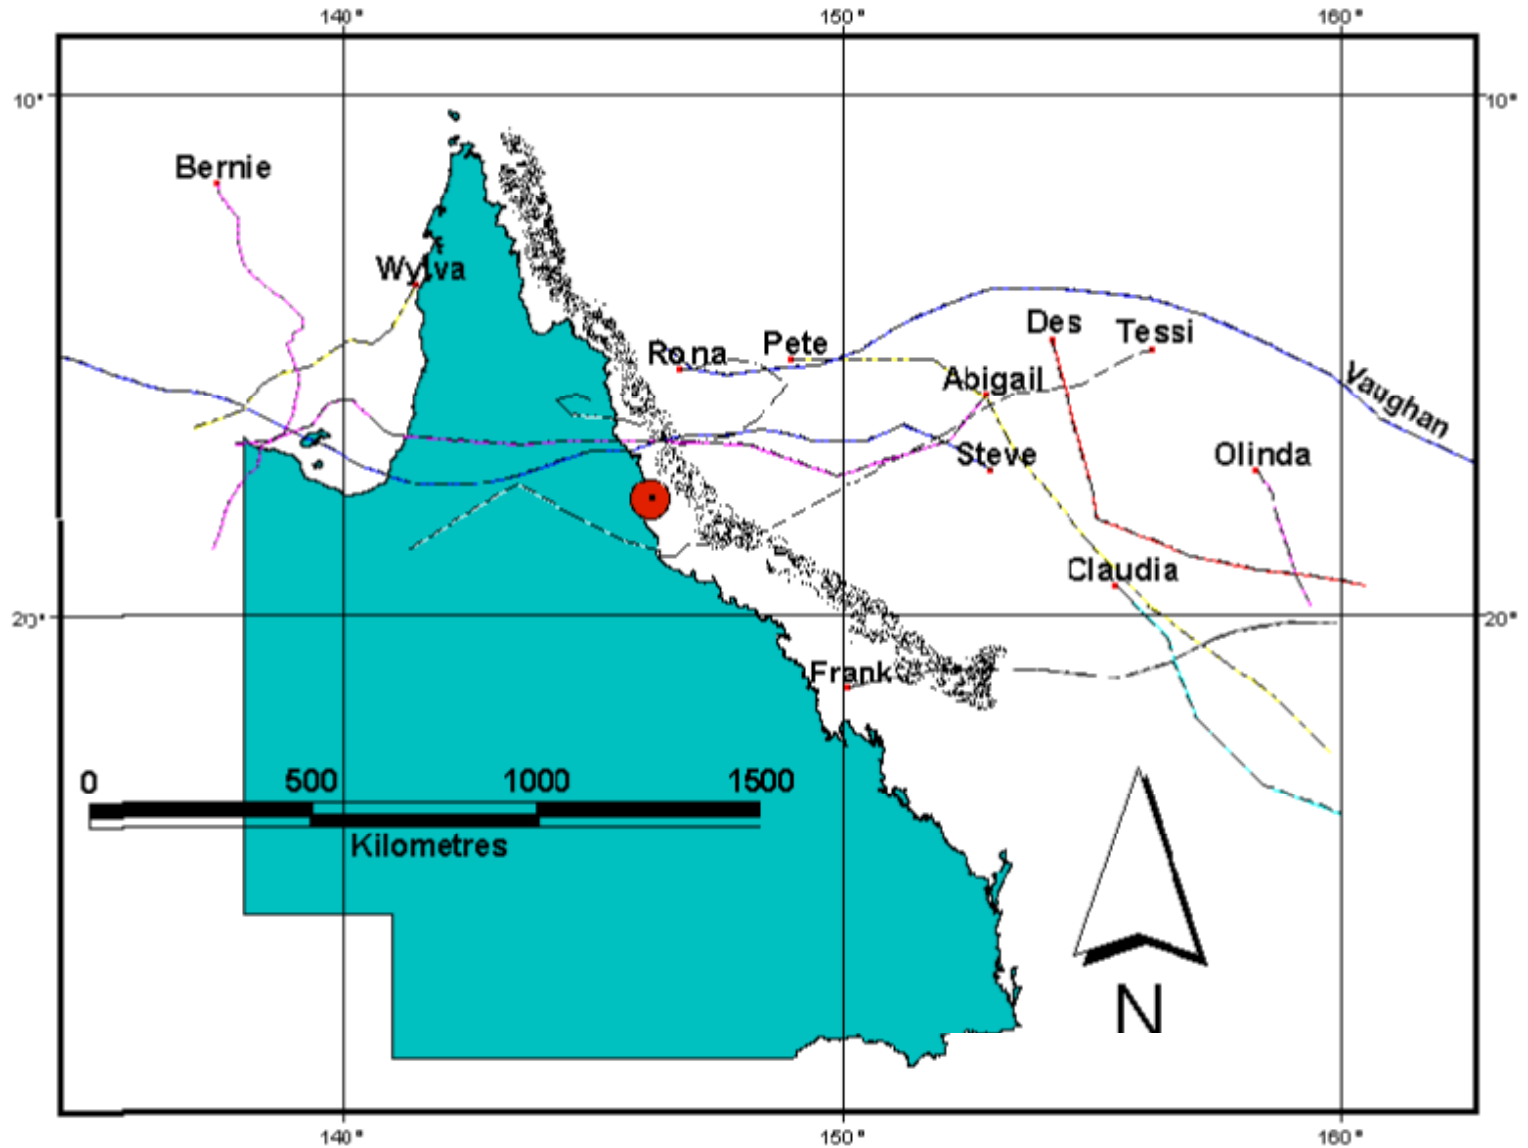 140° 150° 160°
10° 10°
Bernie
Wylva
Des
Tessi
Rona
Pete
Abigail
Vaughan
Steve
Olinda
Claudia
20° 20°
Frank
0 500 1000 1500
Kilometres
N
140° 150° 160°